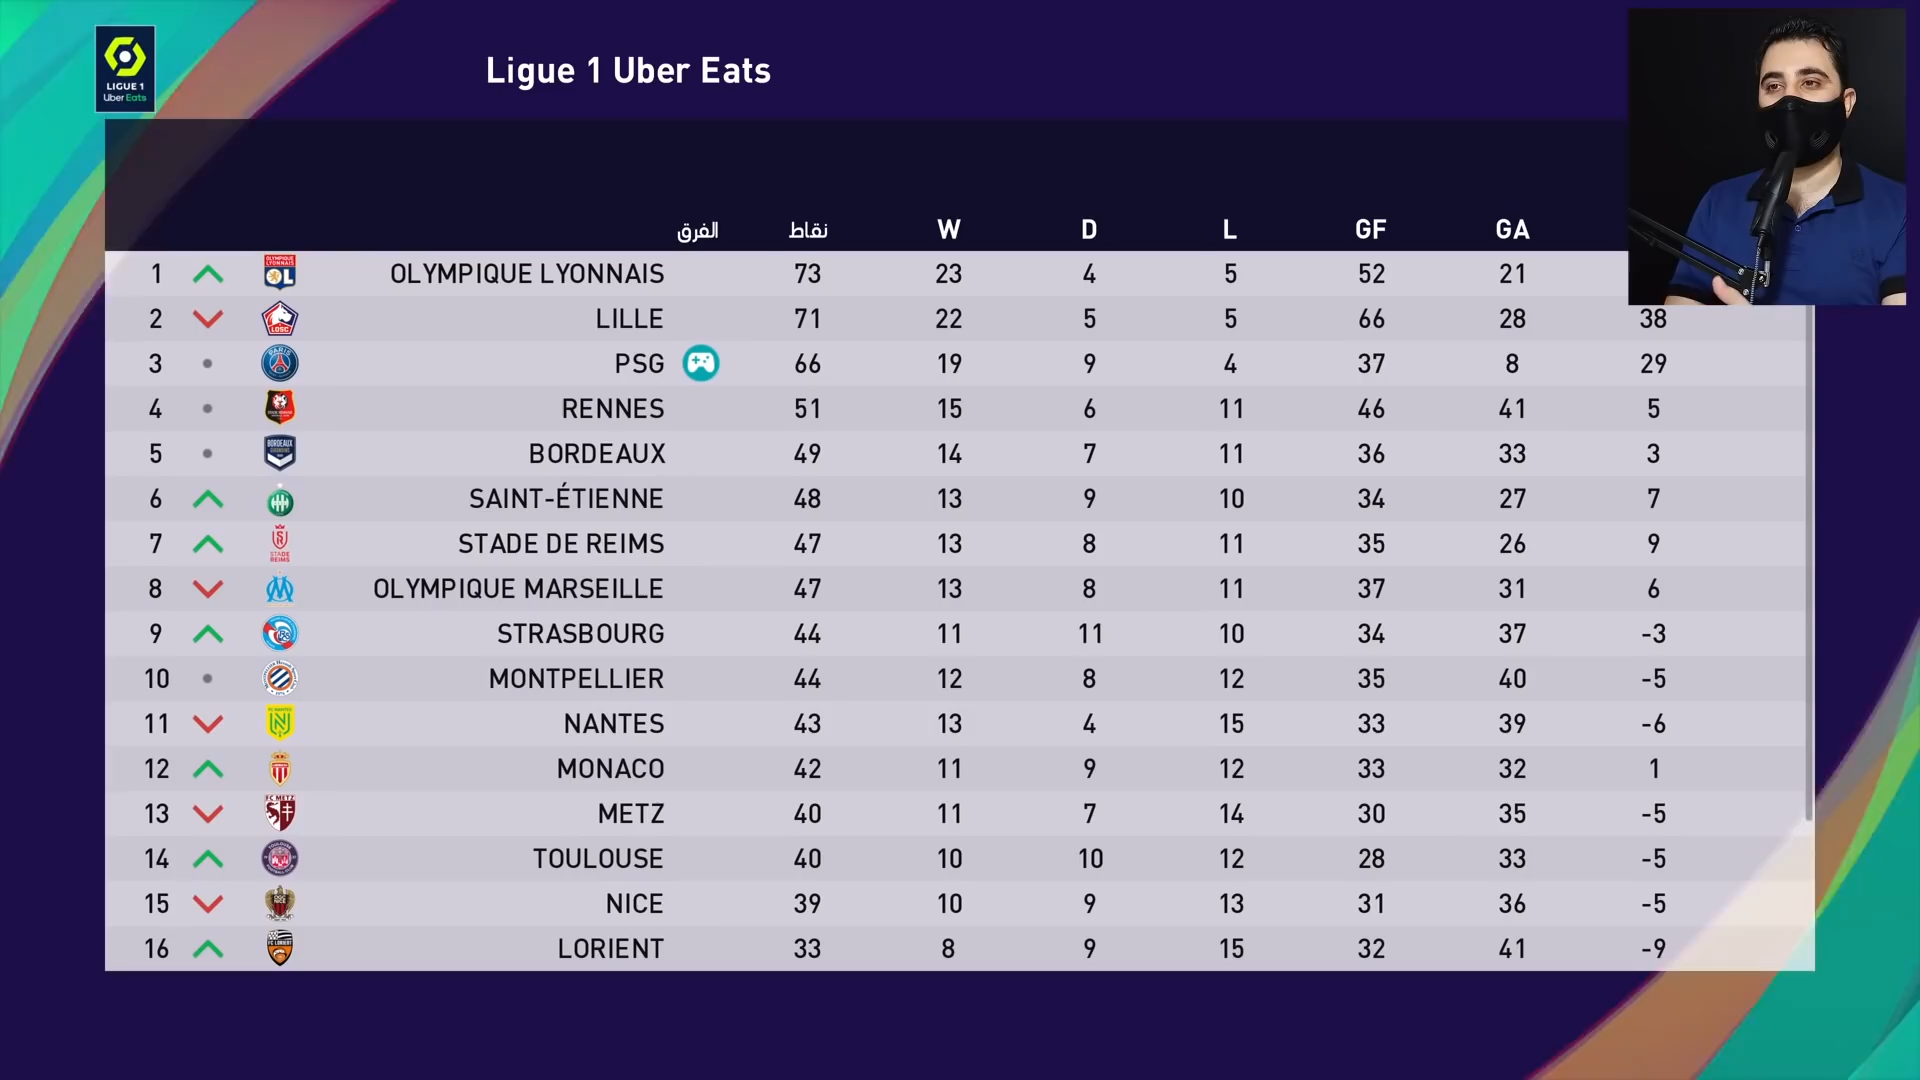 LIGUE 1
Uber Eats
Ligue 1 Uber Eats
الفرق نقاط W D L GF GA
1 OLYMPIQUE LYONNAIS 73 23 4 5 52 21
2 LILLE 71 22 5 5 66 28 38
3 PSG 66 19 9 4 37 8 29
4 RENNES 51 15 6 11 46 41 5
5 BORDEAUX 49 14 7 11 36 33 3
6 SAINT-ÉTIENNE 48 13 9 10 34 27 7
7 STADE DE REIMS 47 13 8 11 35 26 9
8 OLYMPIQUE MARSEILLE 47 13 8 11 37 31 6
9 STRASBOURG 44 11 11 10 34 37 -3
10 MONTPELLIER 44 12 8 12 35 40 -5
11 NANTES 43 13 4 15 33 39 -6
12 MONACO 42 11 9 12 33 32 1
13 METZ 40 11 7 14 30 35 -5
14 TOULOUSE 40 10 10 12 28 33 -5
15 NICE 39 10 9 13 31 36 -5
16 LORIENT 33 8 9 15 32 41 -9